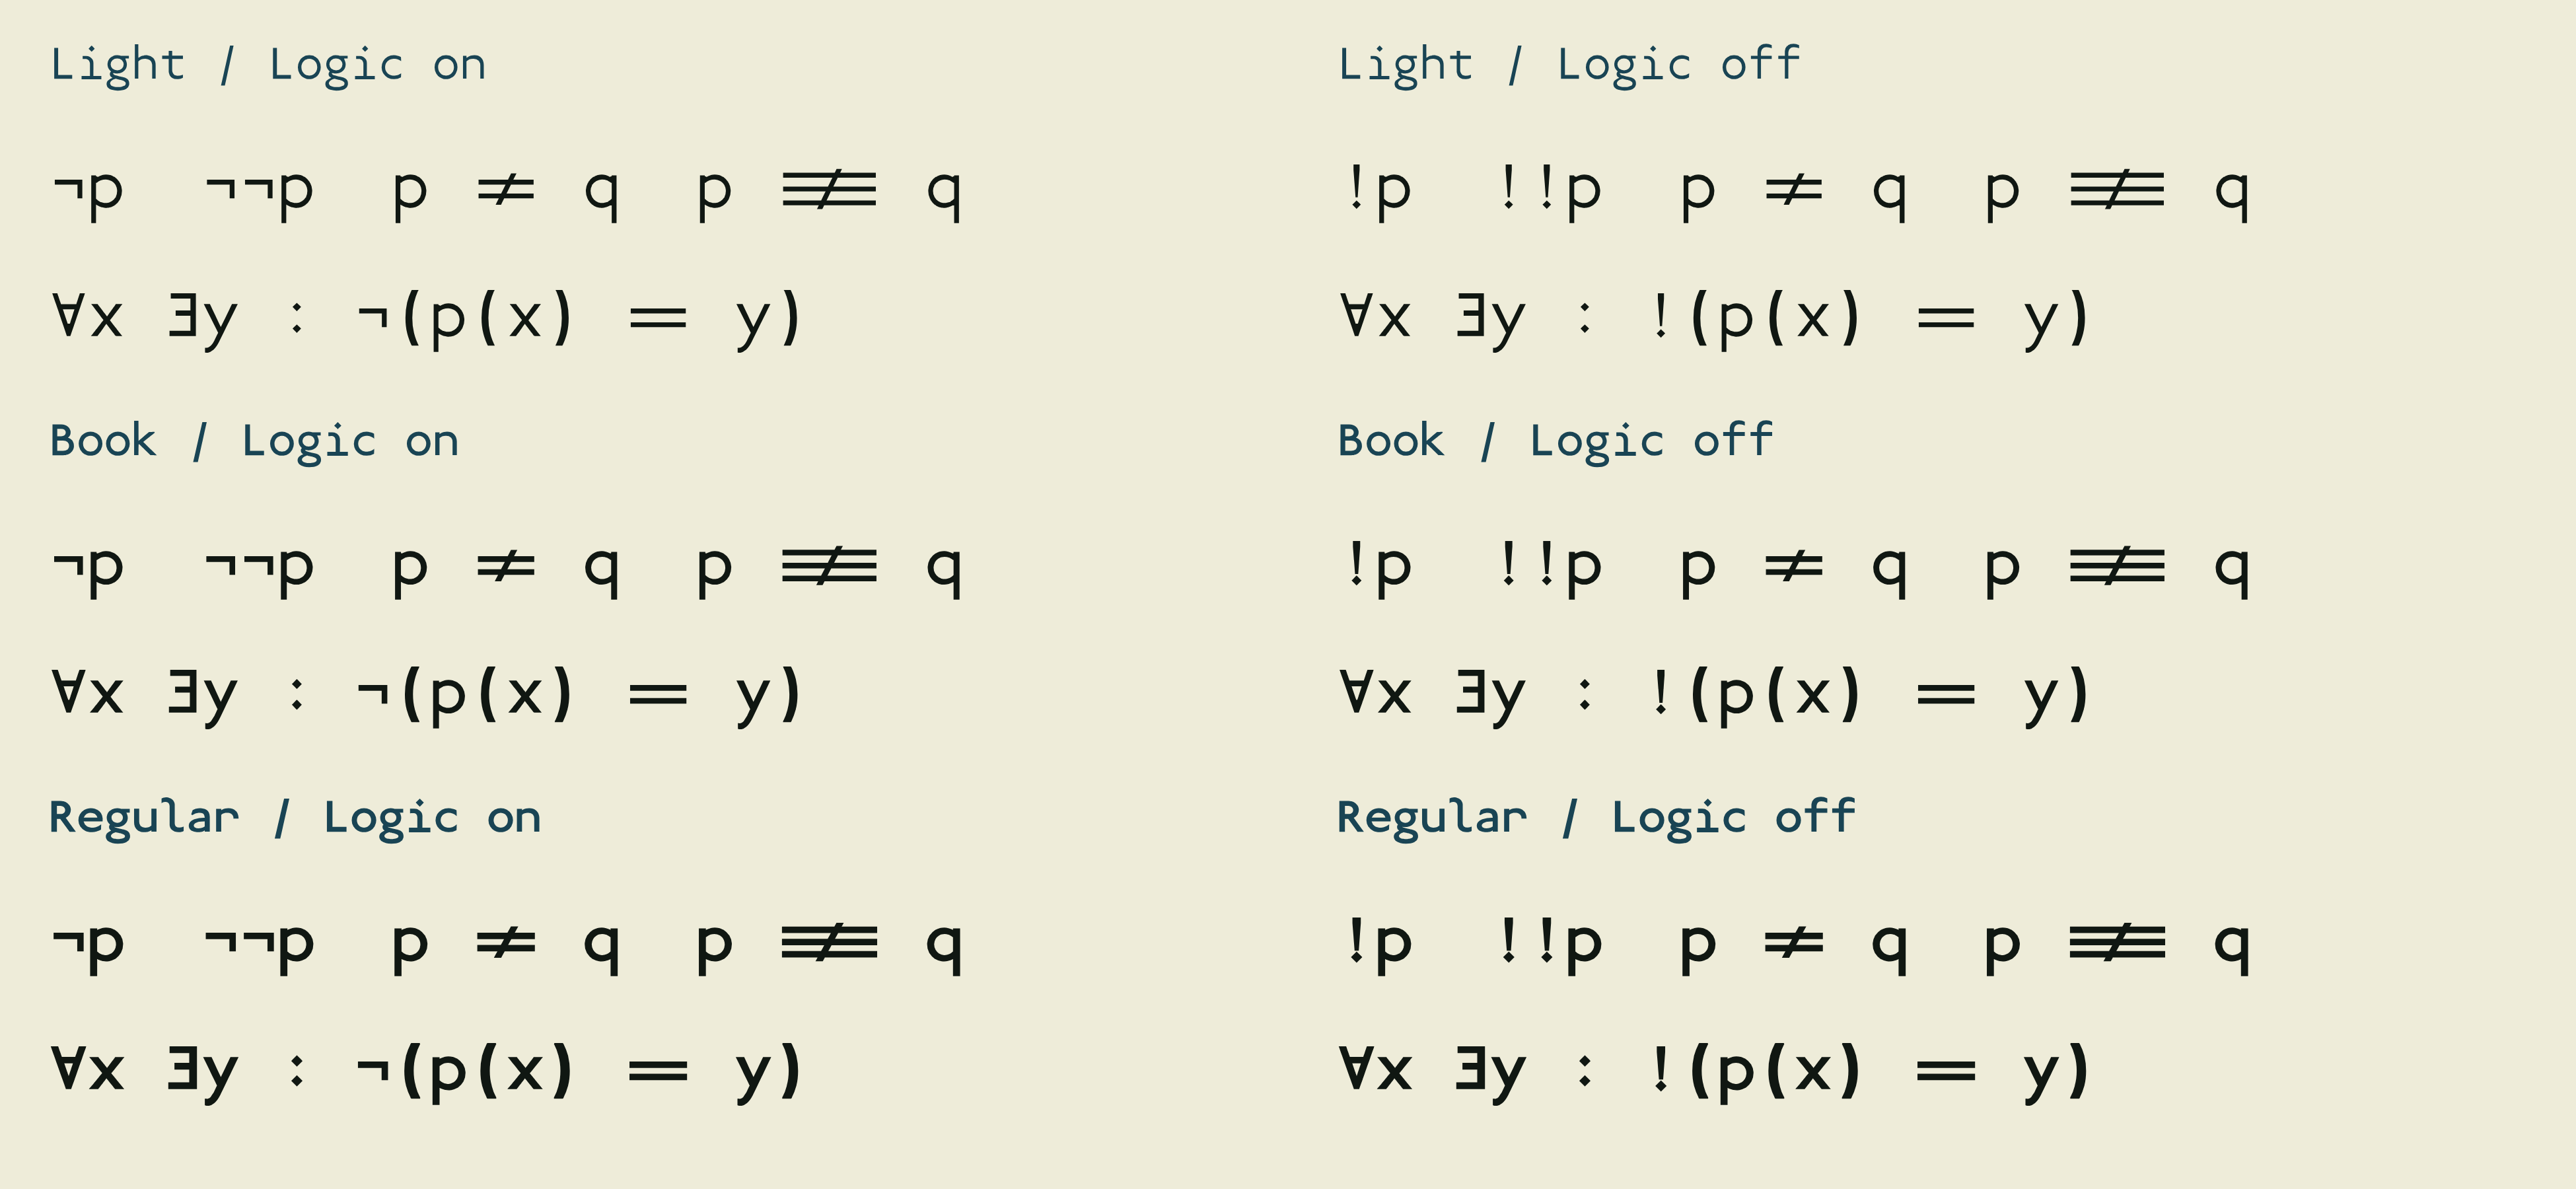 Light / Logic on
¬p  ¬¬p  p ≠ q  p ≢ q
∀x ∃y : ¬(p(x) = y)
Book / Logic on
¬p  ¬¬p  p ≠ q  p ≢ q
∀x ∃y : ¬(p(x) = y)
Regular / Logic on
¬p  ¬¬p  p ≠ q  p ≢ q
∀x ∃y : ¬(p(x) = y)
Light / Logic off
!p  !!p  p ≠ q  p ≢ q
∀x ∃y : !(p(x) = y)
Book / Logic off
!p  !!p  p ≠ q  p ≢ q
∀x ∃y : !(p(x) = y)
Regular / Logic off
!p  !!p  p ≠ q  p ≢ q
∀x ∃y : !(p(x) = y)